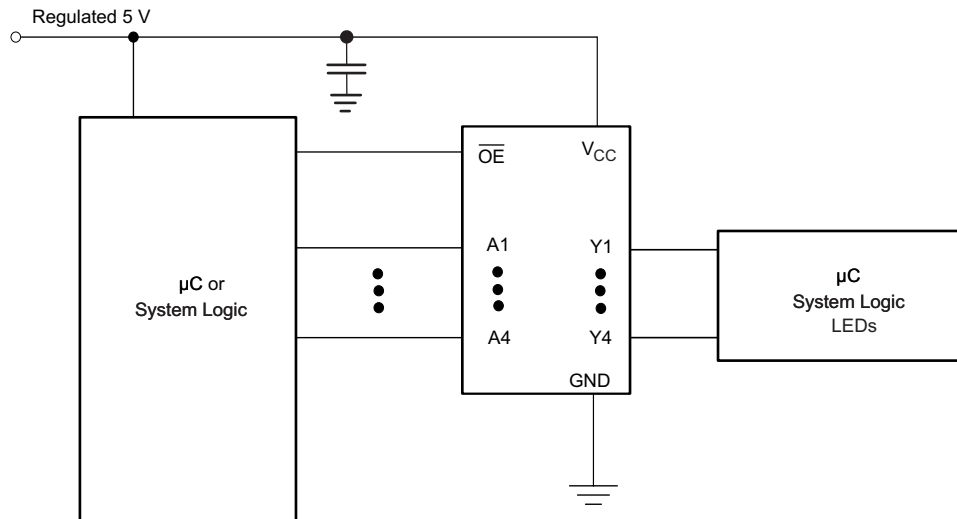 Regulated 5 V
OE
VCC
A1
Y1
µC or
System Logic
µC
System Logic
LEDs
A4
Y4
GND